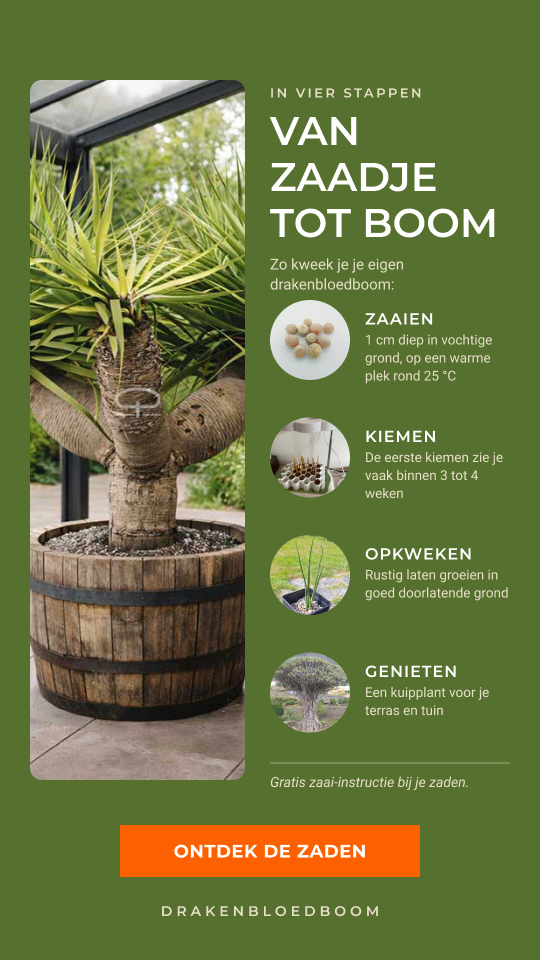 IN VIER STAPPEN
VAN
ZAADJE
TOT BOOM
Zo kweek je je eigen
drakenbloedboom:
ZAAIEN
1 cm diep in vochtige
grond, op een warme
plek rond 25 °C
KIEMEN
De eerste kiemen zie je
vaak binnen 3 tot 4
weken
OPKWEKEN
Rustig laten groeien in
goed doorlatende grond
GENIETEN
Een kuipplant voor je
terras en tuin
Gratis zaai-instructie bij je zaden.
ONTDEK DE ZADEN
DRAKENBLOEDBOOM